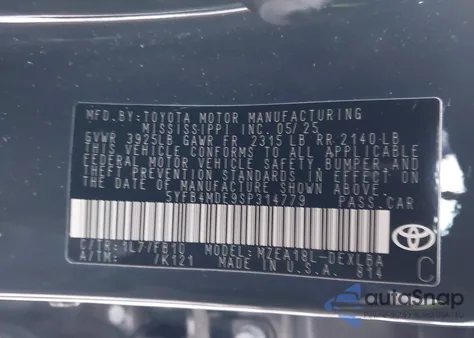 MFD.BY: TOYOTA MOTOR MANUFACTURING
MISSISSIPPI INC. 05/25
GVWR 3925LB GAWR FR 2315 LB RR-2140-LB
THIS VEHICLE CONFORMS TO ALL APPLICABLE
FEDERAL MOTOR VEHICLE SAFETY, BUMPER AND
THEFT PREVENTION STANDARDS IN EFFECT ON
THE DATE OF MANUFACTURE SHOWN ABOVE.
5YFB4MDE9SP314779 PASS.CAR
C/TR: 1L7/FB10 MODEL: MZEA18L-DEXLBA
A/TM: /K121 MADE IN U.S.A. 814
TOYOTA
C
autoSnap